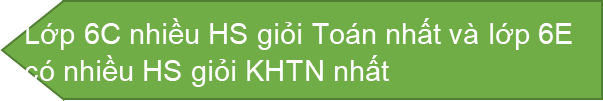 Lớp 6C nhiều HS giỏi Toán nhất và lớp 6E
có nhiều HS giỏi KHTN nhất